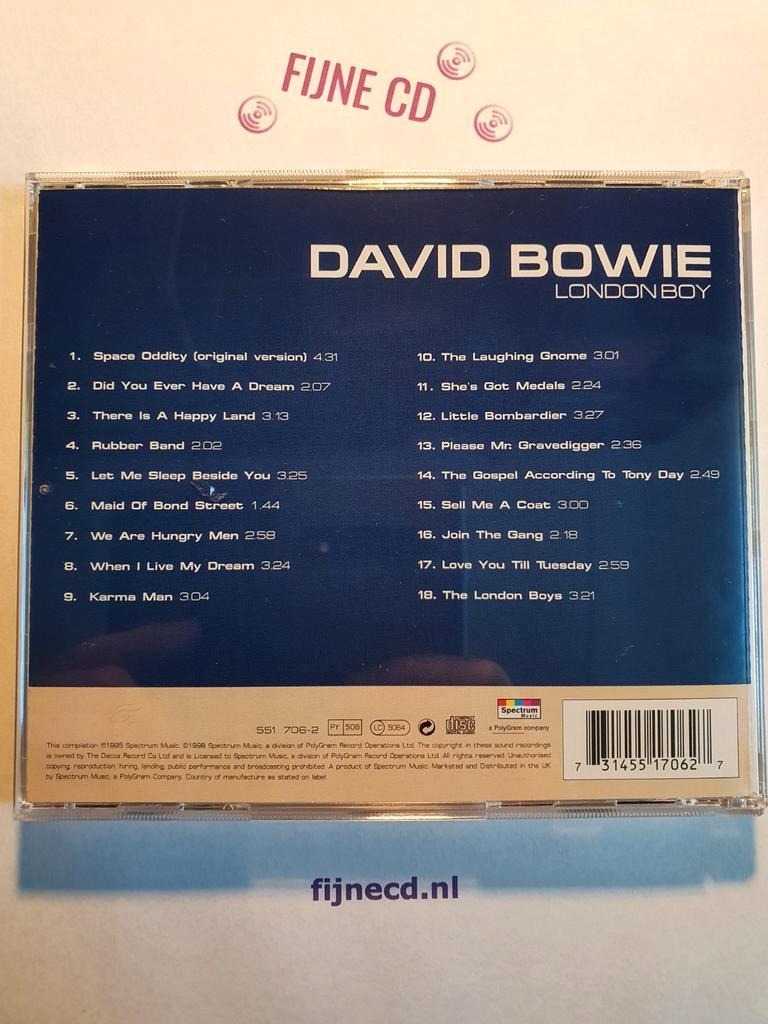 FIJNE CD
DAVID BOWIE
LONDON BOY
1. Space Oddity (original version) 4.31
2. Did You Ever Have A Dream 2.07
3. There Is A Happy Land 3.13
4. Rubber Band 2.02
5. Let Me Sleep Beside You 3.25
6. Maid Of Bond Street 1.44
7. We Are Hungry Men 2.58
8. When I Live My Dream 3.24
9. Karma Man 3.04
10. The Laughing Gnome 3.01
11. She's Got Medals 2.24
12. Little Bombardier 3.27
13. Please Mr. Gravedigger 2.36
14. The Gospel According To Tony Day 2.49
15. Sell Me A Coat 3.00
16. Join The Gang 2.18
17. Love You Till Tuesday 2.59
18. The London Boys 3.21
551 706-2 PY 506 LC 5064 COMPACT disc DIGITAL AUDIO
Spectrum Music
a PolyGram company
This compilation ℗1995 Spectrum Music. ©1998 Spectrum Music, a division of PolyGram Record Operations Ltd. The copyright in these sound recordings
is owned by The Decca Record Co Ltd and is Licensed to Spectrum Music, a division of PolyGram Record Operations Ltd. All rights reserved. Unauthorised
copying, reproduction, hiring, lending, public performance and broadcasting prohibited. A product of Spectrum Music. Marketed and Distributed in the UK
by Spectrum Music, a PolyGram Company. Country of manufacture as stated on label.
7 31455 17062 7
fijnecd.nl